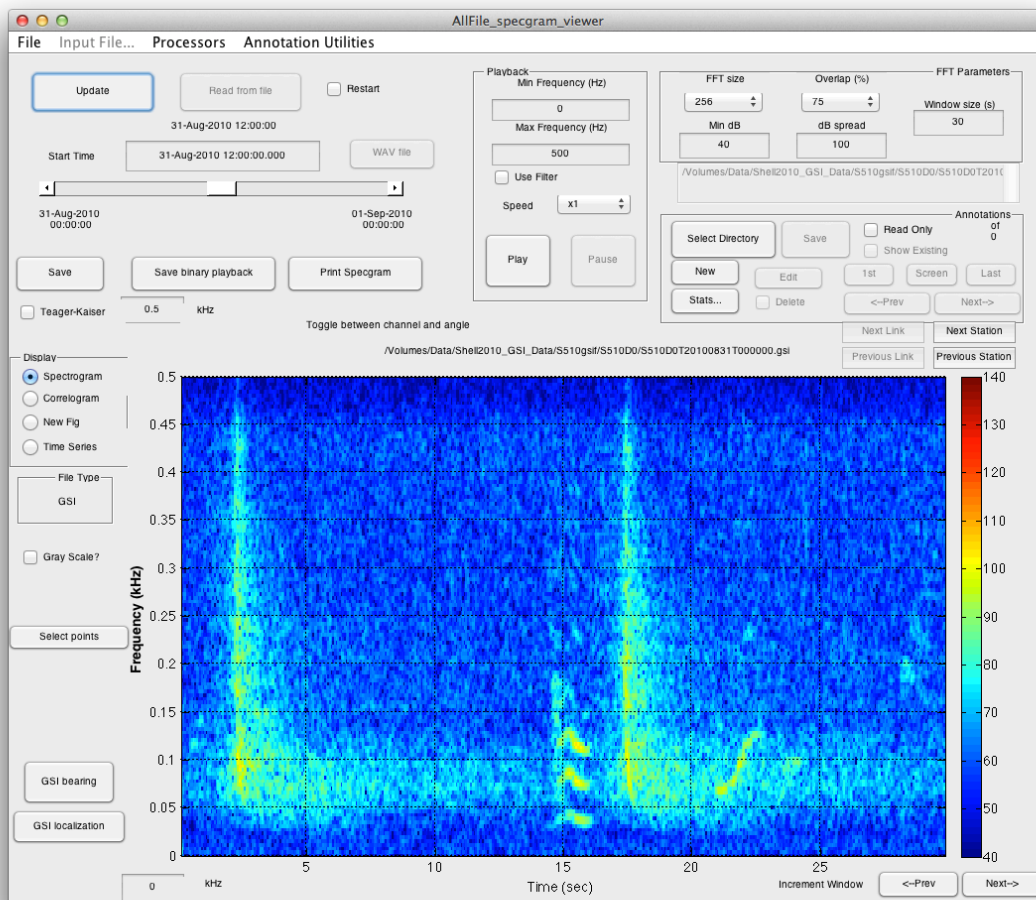 AllFile_specgram_viewer
File Input File... Processors Annotation Utilities
Update
Read from file
Restart
31-Aug-2010 12:00:00
Start Time
31-Aug-2010 12:00:00.000
WAV file
31-Aug-2010
00:00:00
01-Sep-2010
00:00:00
Save
Save binary playback
Print Specgram
Teager-Kaiser
0.5
kHz
Playback
Min Frequency (Hz)
0
Max Frequency (Hz)
500
Use Filter
Speed
x1
Play
Pause
FFT Parameters
FFT size
Overlap (%)
256
75
Window size (s)
30
Min dB
dB spread
40
100
/Volumes/Data/Shell2010_GSI_Data/S510gsif/S510D0/S510D0T2010
Annotations
of
0
Select Directory
Save
Read Only
Show Existing
New
Edit
1st
Screen
Last
Stats...
Delete
<--Prev
Next-->
Next Link
Next Station
Previous Link
Previous Station
Toggle between channel and angle
/Volumes/Data/Shell2010_GSI_Data/S510gsif/S510D0/S510D0T20100831T000000.gsi
Display
Spectrogram
Correlogram
New Fig
Time Series
File Type
GSI
Gray Scale?
Select points
GSI bearing
GSI localization
0
kHz
Frequency (kHz)
0.5
0.45
0.4
0.35
0.3
0.25
0.2
0.15
0.1
0.05
0
5 10 15 20 25
Time (sec)
140
130
120
110
100
90
80
70
60
50
40
Increment Window
<--Prev
Next-->